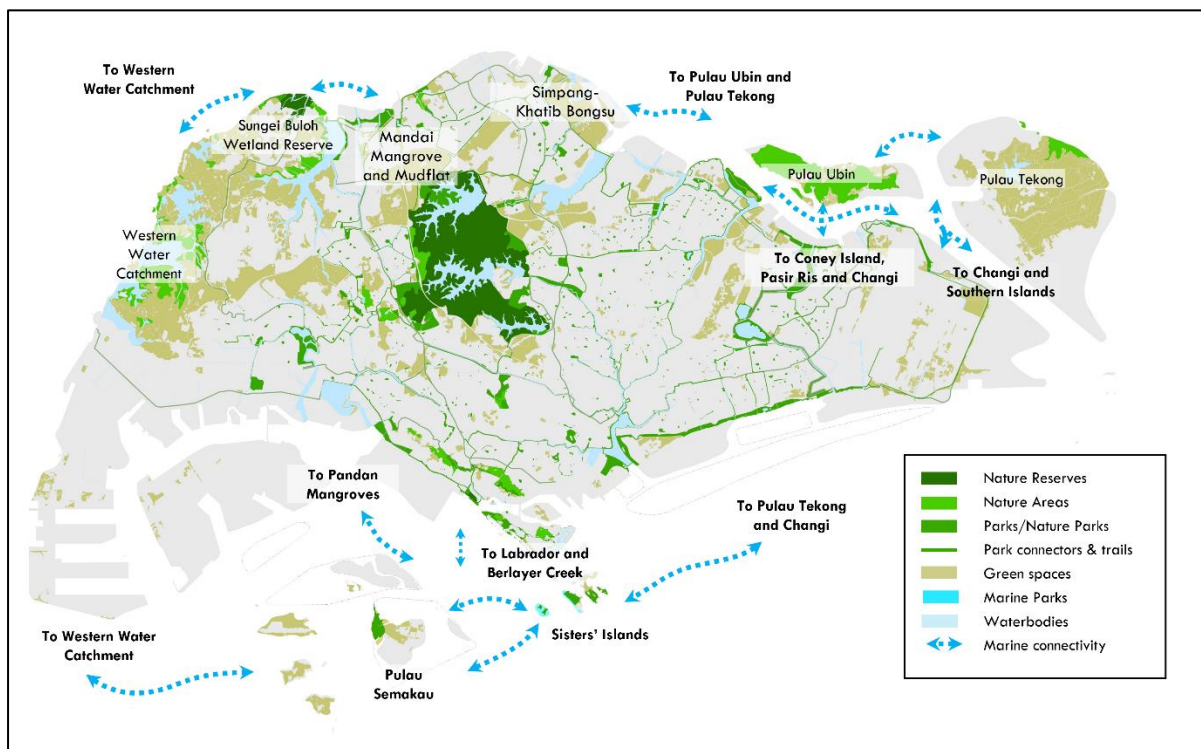 To Western
Water Catchment
Sungei Buloh
Wetland Reserve
Mandai
Mangrove
and Mudflat
Simpang-
Khatib Bongsu
To Pulau Ubin and
Pulau Tekong
Pulau Ubin
Pulau Tekong
Western
Water
Catchment
To Coney Island,
Pasir Ris and Changi
To Changi and
Southern Islands
To Pandan
Mangroves
To Labrador and
Berlayer Creek
To Pulau Tekong
and Changi
Sisters' Islands
To Western Water
Catchment
Pulau
Semakau
Nature Reserves
Nature Areas
Parks/Nature Parks
Park connectors & trails
Green spaces
Marine Parks
Waterbodies
Marine connectivity